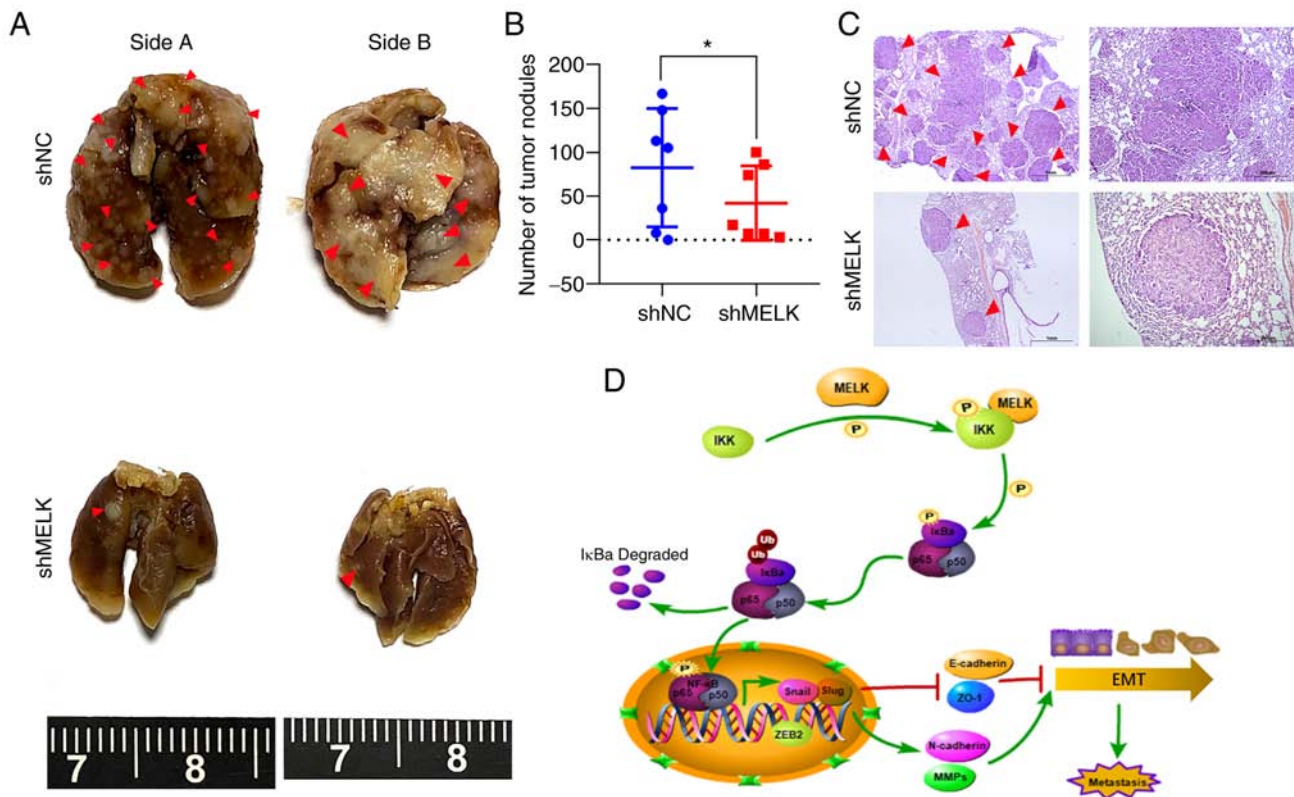 A
Side A
Side B
shNC
shMELK
7 8
7 8
B
*
Number of tumor nodules
200
150
100
50
0
−50
shNC
shMELK
C
shNC
shMELK
D
MELK
P
IKK
P
MELK
IKK
P
P
IκBa
p65
p50
Ub
Ub
IκBa
p65
p50
IκBa Degraded
P
NF-κB
p65
p50
Snail
Slug
ZEB2
E-cadherin
ZO-1
N-cadherin
MMPs
EMT
Metastasis